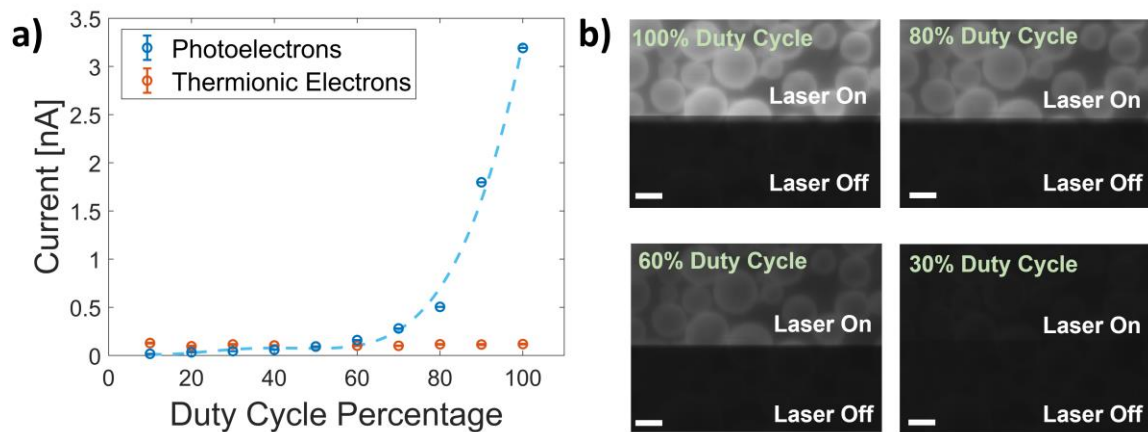 a)
3.5
3
2.5
2
1.5
1
0.5
0
Current [nA]
Photoelectrons
Thermionic Electrons
0 20 40 60 80 100
Duty Cycle Percentage
b)
100% Duty Cycle
Laser On
Laser Off
80% Duty Cycle
Laser On
Laser Off
60% Duty Cycle
Laser On
Laser Off
30% Duty Cycle
Laser On
Laser Off